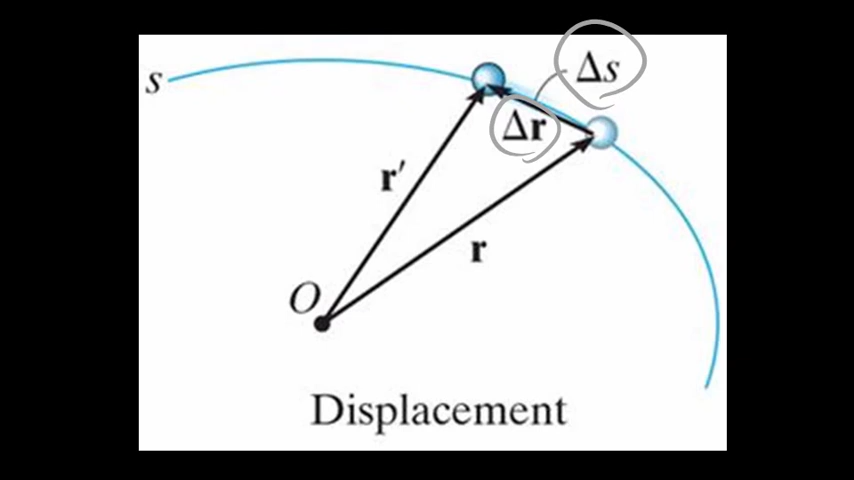 s
Δs
Δr
r′
r
O
Displacement